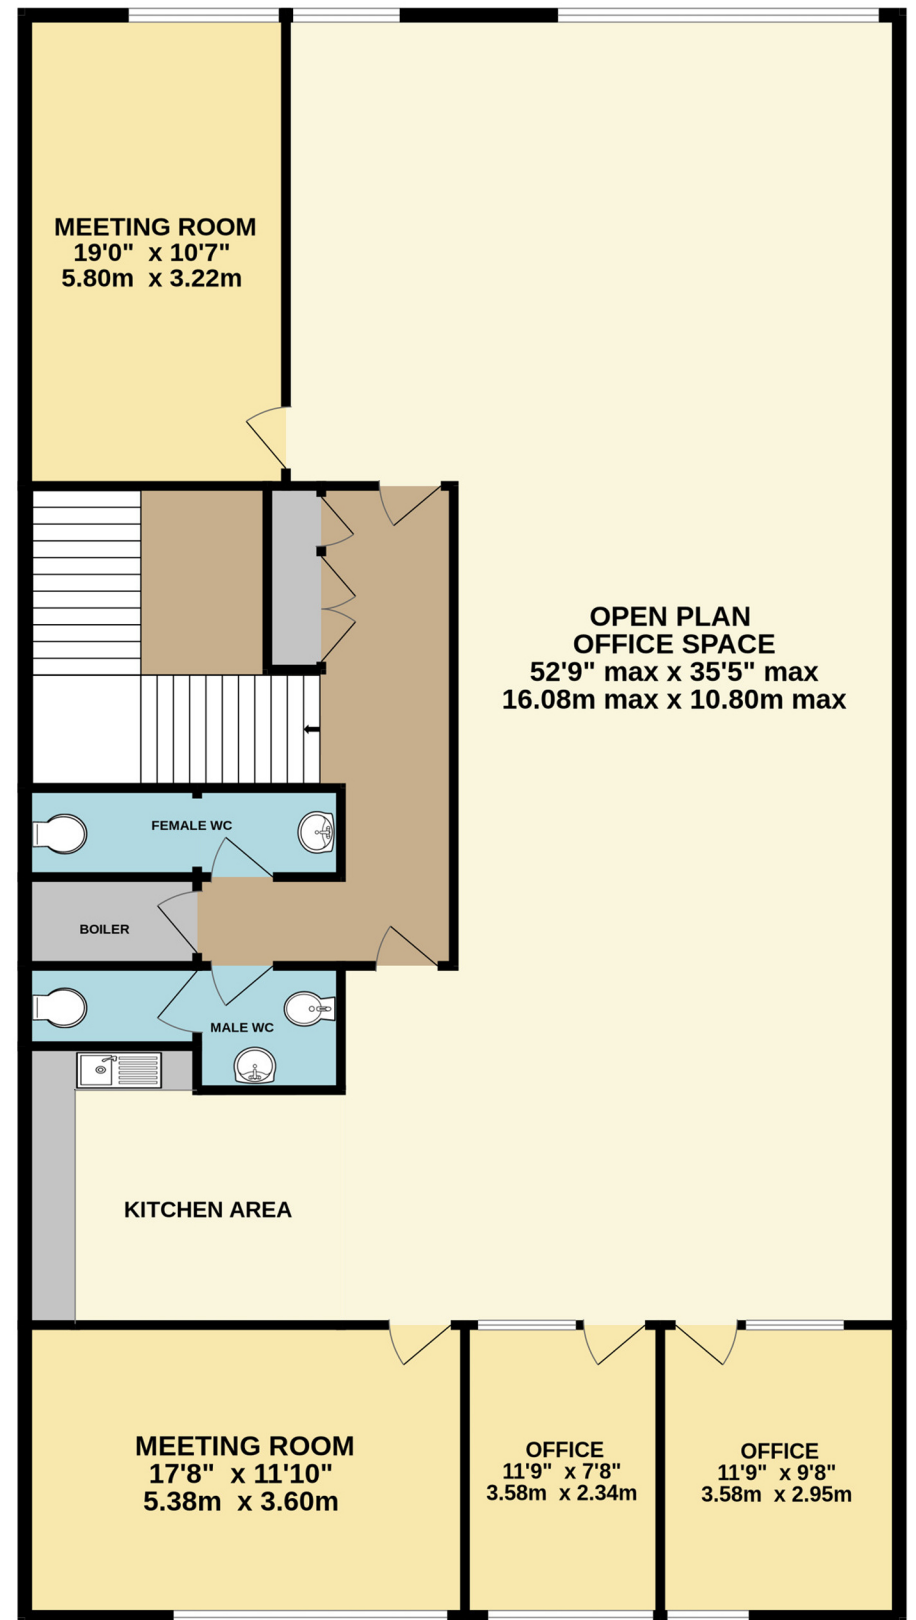 MEETING ROOM
19'0" x 10'7"
5.80m x 3.22m
OPEN PLAN
OFFICE SPACE
52'9" max x 35'5" max
16.08m max x 10.80m max
FEMALE WC
BOILER
MALE WC
KITCHEN AREA
MEETING ROOM
17'8" x 11'10"
5.38m x 3.60m
OFFICE
11'9" x 7'8"
3.58m x 2.34m
OFFICE
11'9" x 9'8"
3.58m x 2.95m